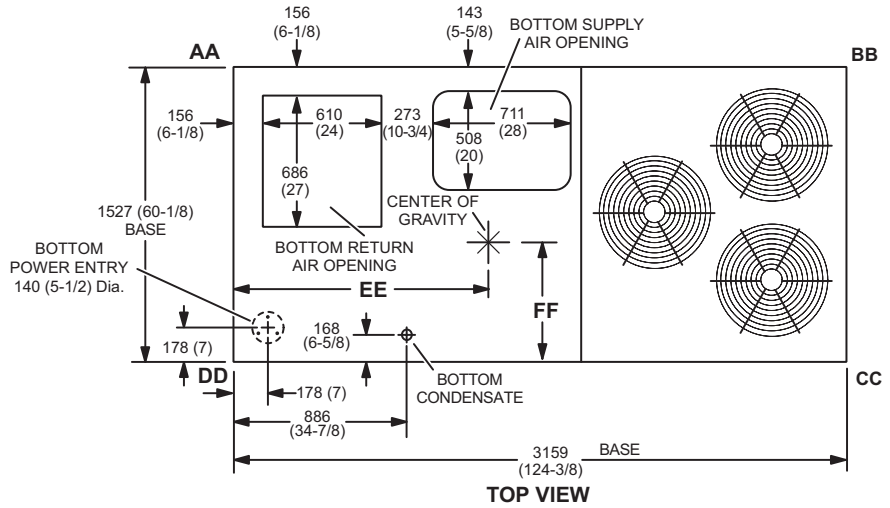 156
(6-1/8)
143
(5-5/8)
BOTTOM SUPPLY
AIR OPENING
AA
BB
156
(6-1/8)
610
(24)
273
(10-3/4)
711
(28)
508
(20)
686
(27)
CENTER OF
GRAVITY
1527 (60-1/8)
BASE
BOTTOM
POWER ENTRY
140 (5-1/2) Dia.
BOTTOM RETURN
AIR OPENING
EE
FF
168
(6-5/8)
178 (7)
DD
CC
178 (7)
BOTTOM
CONDENSATE
886
(34-7/8)
3159
(124-3/8)
BASE
TOP VIEW